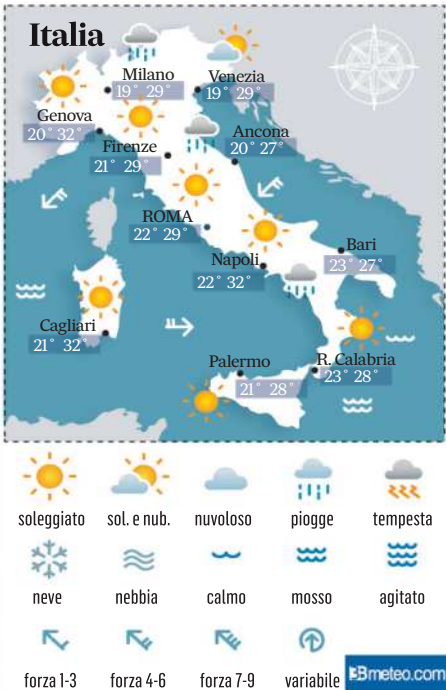 Italia
Milano
19° 29°
Venezia
19° 29°
Genova
20° 32°
Firenze
21° 29°
Ancona
20° 27°
ROMA
22° 29°
Napoli
22° 32°
Bari
23° 27°
Cagliari
21° 32°
Palermo
21° 28°
R. Calabria
23° 28°
soleggiato sol. e nub. nuvoloso piogge tempesta
neve nebbia calmo mosso agitato
forza 1-3 forza 4-6 forza 7-9 variabile
3Bmeteo.com